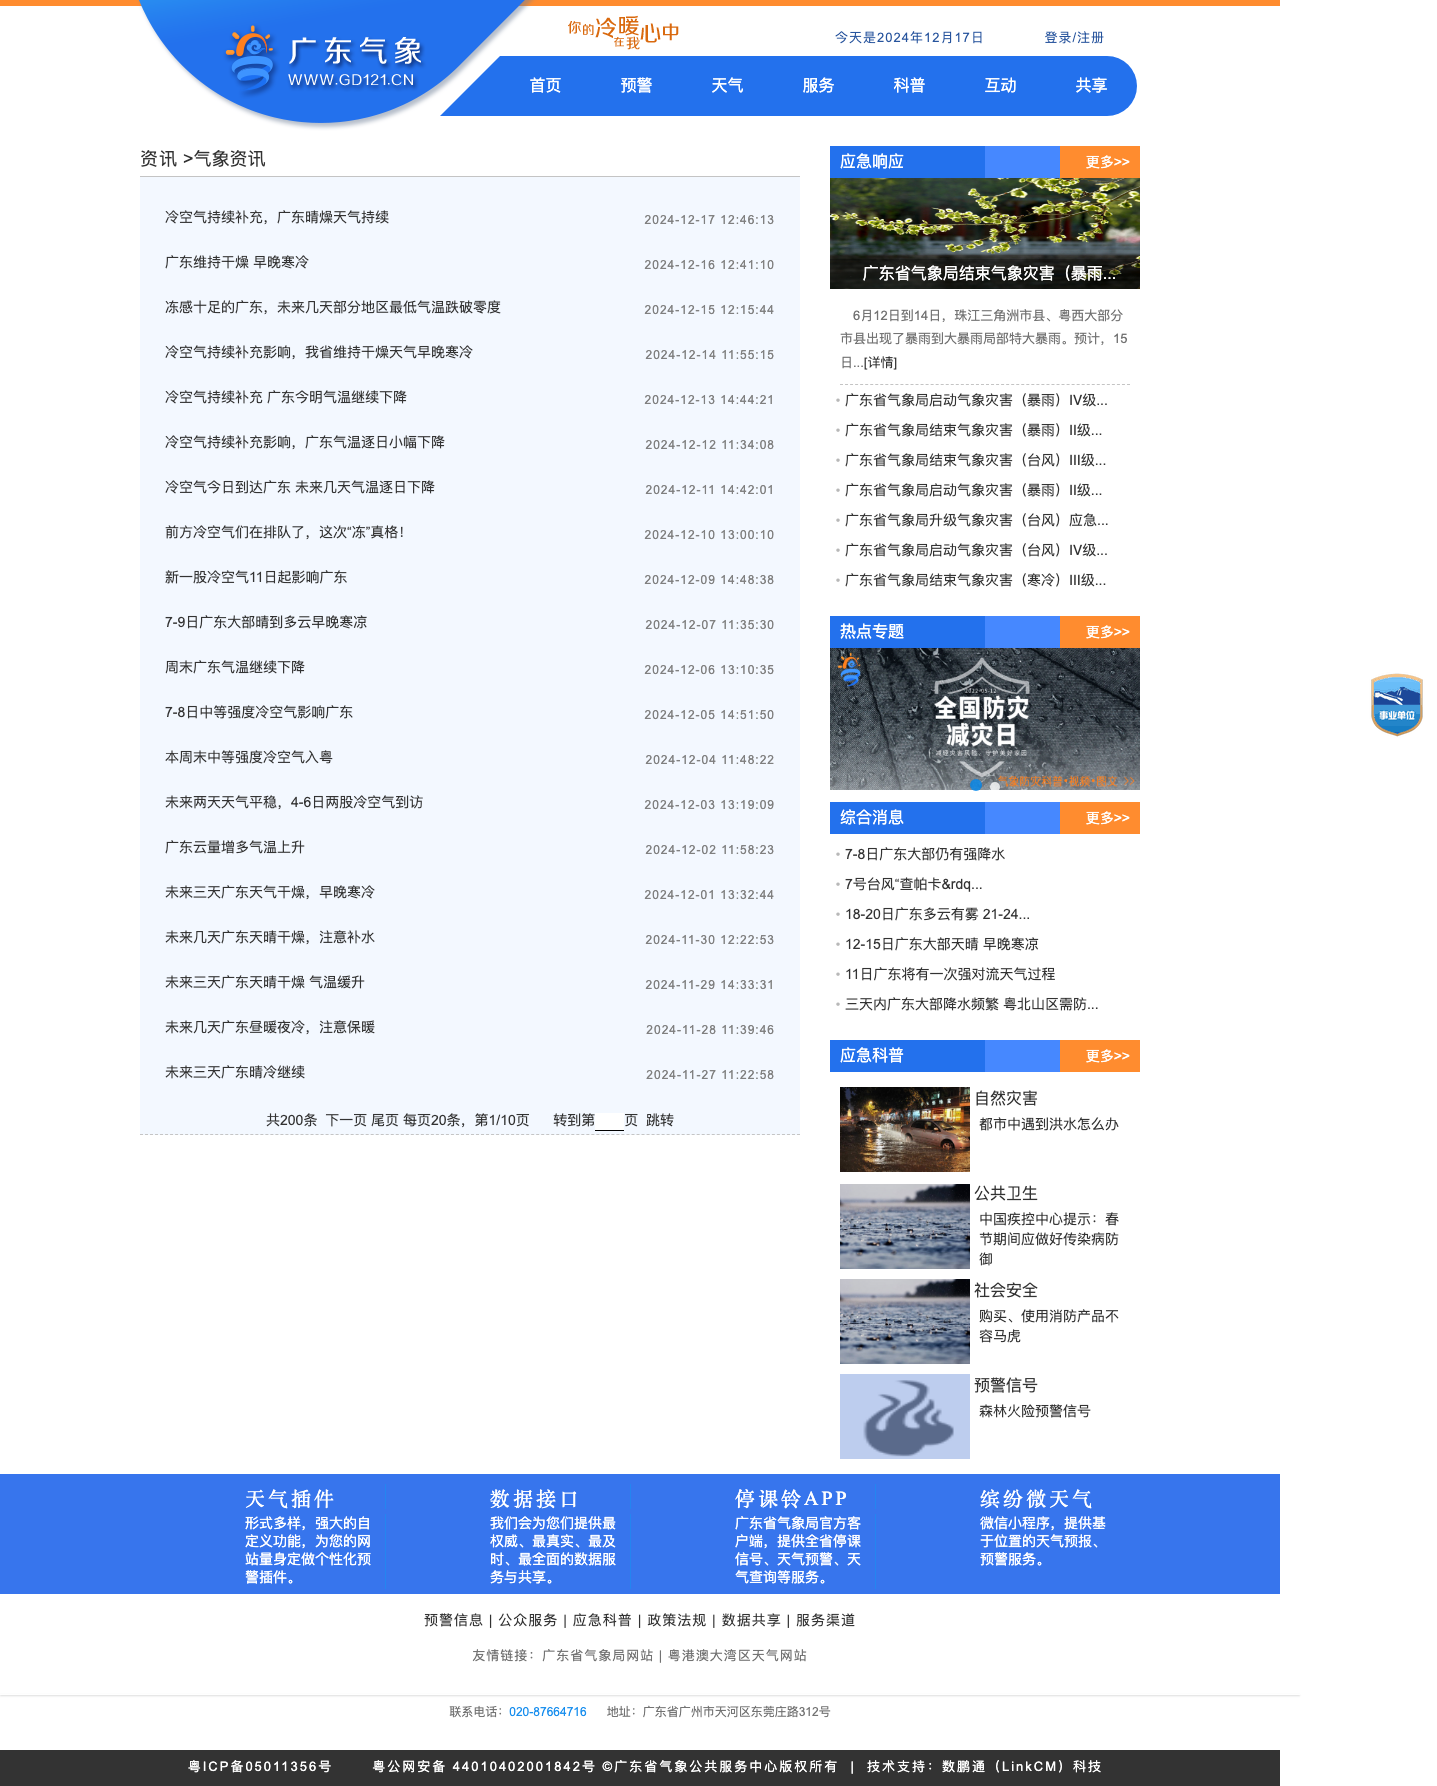 广东气象
WWW.GD121.CN
你的冷暖在我心中
今天是2024年12月17日
登录/注册
首页
预警
天气
服务
科普
互动
共享
资讯 >气象资讯
冷空气持续补充，广东晴燥天气持续
2024-12-17 12:46:13
广东维持干燥 早晚寒冷
2024-12-16 12:41:10
冻感十足的广东，未来几天部分地区最低气温跌破零度
2024-12-15 12:15:44
冷空气持续补充影响，我省维持干燥天气早晚寒冷
2024-12-14 11:55:15
冷空气持续补充 广东今明气温继续下降
2024-12-13 14:44:21
冷空气持续补充影响，广东气温逐日小幅下降
2024-12-12 11:34:08
冷空气今日到达广东 未来几天气温逐日下降
2024-12-11 14:42:01
前方冷空气们在排队了，这次“冻”真格！
2024-12-10 13:00:10
新一股冷空气11日起影响广东
2024-12-09 14:48:38
7-9日广东大部晴到多云早晚寒凉
2024-12-07 11:35:30
周末广东气温继续下降
2024-12-06 13:10:35
7-8日中等强度冷空气影响广东
2024-12-05 14:51:50
本周末中等强度冷空气入粤
2024-12-04 11:48:22
未来两天天气平稳，4-6日两股冷空气到访
2024-12-03 13:19:09
广东云量增多气温上升
2024-12-02 11:58:23
未来三天广东天气干燥，早晚寒冷
2024-12-01 13:32:44
未来几天广东天晴干燥，注意补水
2024-11-30 12:22:53
未来三天广东天晴干燥 气温缓升
2024-11-29 14:33:31
未来几天广东昼暖夜冷，注意保暖
2024-11-28 11:39:46
未来三天广东晴冷继续
2024-11-27 11:22:58
共200条 下一页 尾页 每页20条，第1/10页 转到第 页 跳转
应急响应
更多>>
广东省气象局结束气象灾害（暴雨...
6月12日到14日，珠江三角洲市县、粤西大部分
市县出现了暴雨到大暴雨局部特大暴雨。预计，15
日...[详情]
广东省气象局启动气象灾害（暴雨）IV级...
广东省气象局结束气象灾害（暴雨）II级...
广东省气象局结束气象灾害（台风）III级...
广东省气象局启动气象灾害（暴雨）II级...
广东省气象局升级气象灾害（台风）应急...
广东省气象局启动气象灾害（台风）IV级...
广东省气象局结束气象灾害（寒冷）III级...
热点专题
更多>>
2022-05-12
全国防灾
减灾日
综合消息
更多>>
7-8日广东大部仍有强降水
7号台风“查帕卡&rdq...
18-20日广东多云有雾 21-24...
12-15日广东大部天晴 早晚寒凉
11日广东将有一次强对流天气过程
三天内广东大部降水频繁 粤北山区需防...
应急科普
更多>>
自然灾害
都市中遇到洪水怎么办
公共卫生
中国疾控中心提示：春
节期间应做好传染病防
御
社会安全
购买、使用消防产品不
容马虎
预警信号
森林火险预警信号
事业单位
天气插件
形式多样，强大的自
定义功能，为您的网
站量身定做个性化预
警插件。
数据接口
我们会为您们提供最
权威、最真实、最及
时、最全面的数据服
务与共享。
停课铃APP
广东省气象局官方客
户端，提供全省停课
信号、天气预警、天
气查询等服务。
缤纷微天气
微信小程序，提供基
于位置的天气预报、
预警服务。
预警信息 | 公众服务 | 应急科普 | 政策法规 | 数据共享 | 服务渠道
友情链接：广东省气象局网站 | 粤港澳大湾区天气网站
联系电话：020-87664716 地址：广东省广州市天河区东莞庄路312号
粤ICP备05011356号 粤公网安备 44010402001842号 ©广东省气象公共服务中心版权所有 | 技术支持：数鹏通（LinkCM）科技